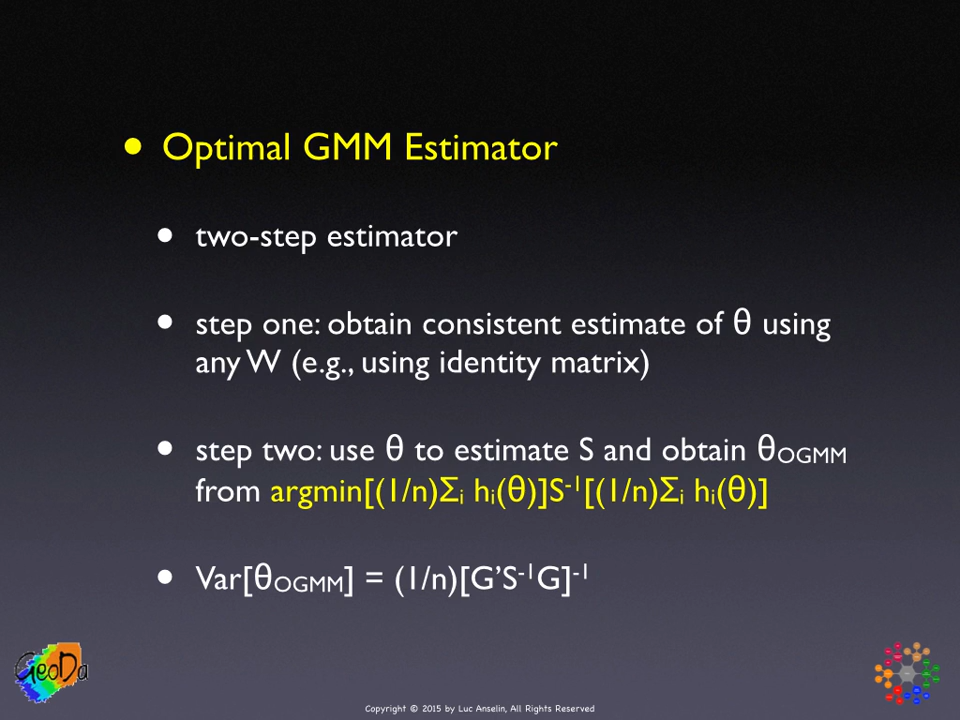 • Optimal GMM Estimator
• two-step estimator
• step one: obtain consistent estimate of θ using
any W (e.g., using identity matrix)
• step two: use θ to estimate S and obtain θ_OGMM
from argmin[(1/n)Σᵢ hᵢ(θ)]S⁻¹[(1/n)Σᵢ hᵢ(θ)]
• Var[θ_OGMM] = (1/n)[G’S⁻¹G]⁻¹
GeoDa
Copyright © 2015 by Luc Anselin, All Rights Reserved